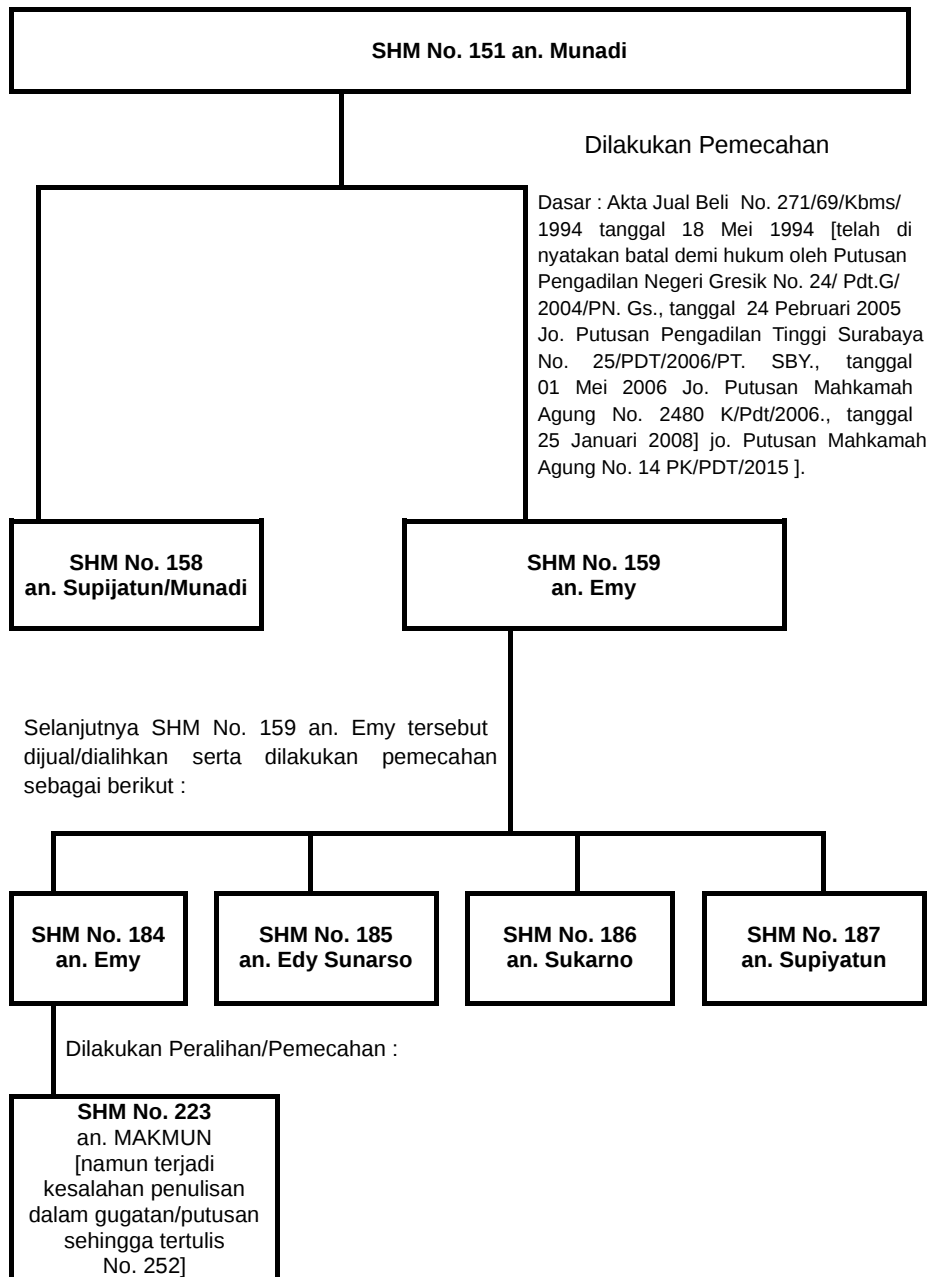 SHM No. 151 an. Munadi
Dilakukan Pemecahan
Dasar : Akta Jual Beli No. 271/69/Kbms/
1994 tanggal 18 Mei 1994 [telah di
nyatakan batal demi hukum oleh Putusan
Pengadilan Negeri Gresik No. 24/ Pdt.G/
2004/PN. Gs., tanggal 24 Pebruari 2005
Jo. Putusan Pengadilan Tinggi Surabaya
No. 25/PDT/2006/PT. SBY., tanggal
01 Mei 2006 Jo. Putusan Mahkamah
Agung No. 2480 K/Pdt/2006., tanggal
25 Januari 2008] jo. Putusan Mahkamah
Agung No. 14 PK/PDT/2015 ].
SHM No. 158
an. Supijatun/Munadi
SHM No. 159
an. Emy
Selanjutnya SHM No. 159 an. Emy tersebut
dijual/dialihkan serta dilakukan pemecahan
sebagai berikut :
SHM No. 184
an. Emy
SHM No. 185
an. Edy Sunarso
SHM No. 186
an. Sukarno
SHM No. 187
an. Supiyatun
Dilakukan Peralihan/Pemecahan :
SHM No. 223
an. MAKMUN
[namun terjadi
kesalahan penulisan
dalam gugatan/putusan
sehingga tertulis
No. 252]